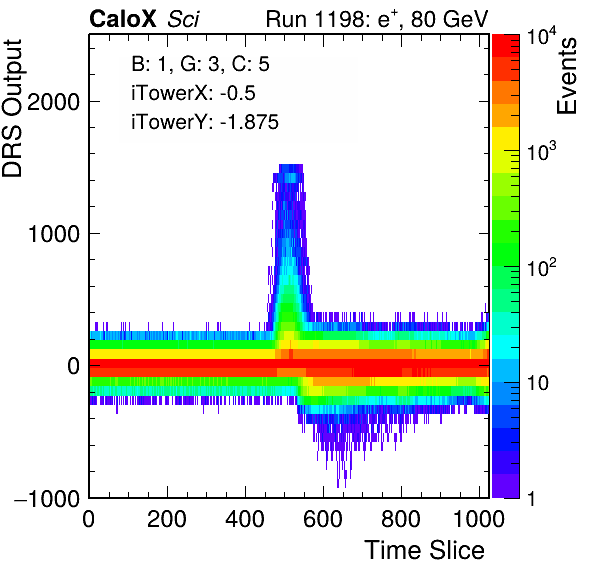 CaloX Sci Run 1198: e+, 80 GeV
B: 1, G: 3, C: 5
iTowerX: -0.5
iTowerY: -1.875
DRS Output
2000
1000
0
−1000
0 200 400 600 800 1000
Time Slice
Events
10^4
10^3
10^2
10
1